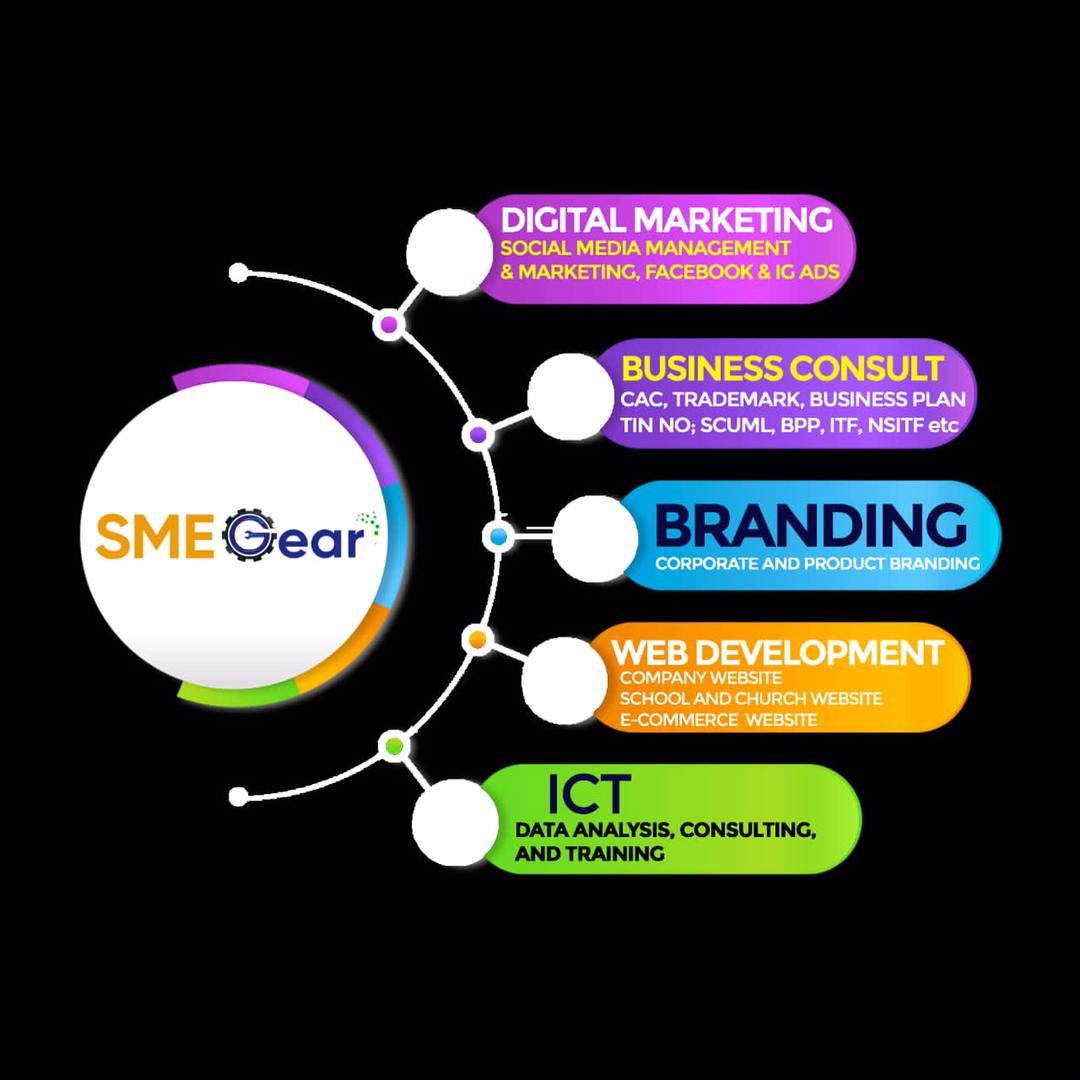 SME Gear
DIGITAL MARKETING
SOCIAL MEDIA MANAGEMENT
& MARKETING, FACEBOOK & IG ADS
BUSINESS CONSULT
CAC, TRADEMARK, BUSINESS PLAN
TIN NO; SCUML, BPP, ITF, NSITF etc
BRANDING
CORPORATE AND PRODUCT BRANDING
WEB DEVELOPMENT
COMPANY WEBSITE
SCHOOL AND CHURCH WEBSITE
E-COMMERCE WEBSITE
ICT
DATA ANALYSIS, CONSULTING,
AND TRAINING